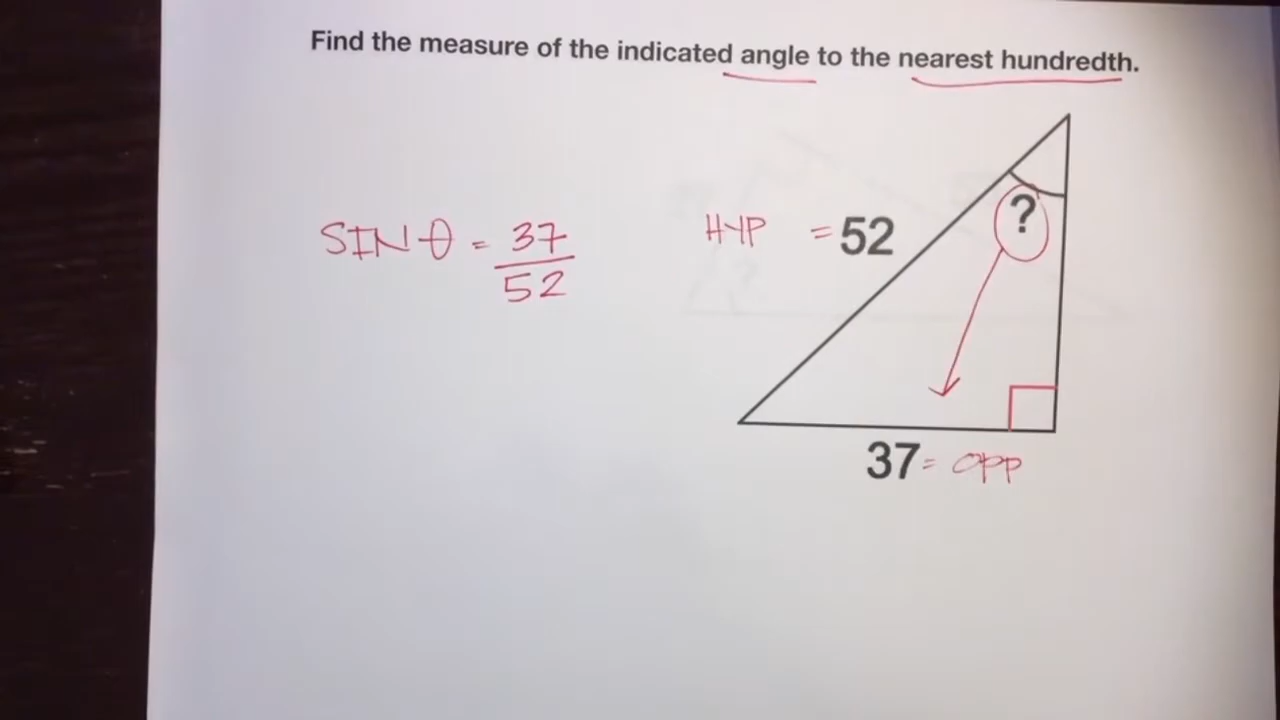 Find the measure of the indicated angle to the nearest hundredth.
SIN θ = 37
52
HYP = 52
?
37 = OPP